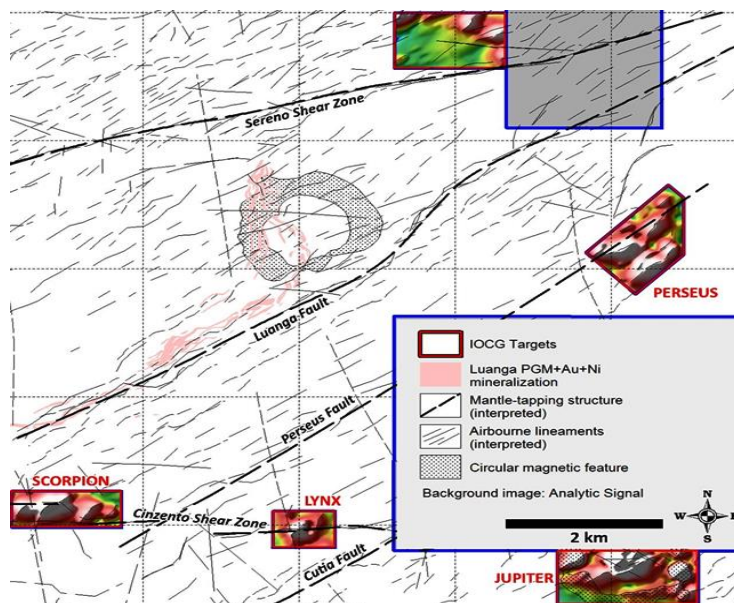 Sereno Shear Zone
PERSEUS
Luanga Fault
IOCG Targets
Luanga PGM+Au+Ni
mineralization
Mantle-tapping structure
(interpreted)
Airbourne lineaments
(interpreted)
Circular magnetic feature
Background image: Analytic Signal
N
W
E
S
2 km
Perseus Fault
SCORPION
LYNX
Cinzento Shear Zone
Cutia Fault
JUPITER